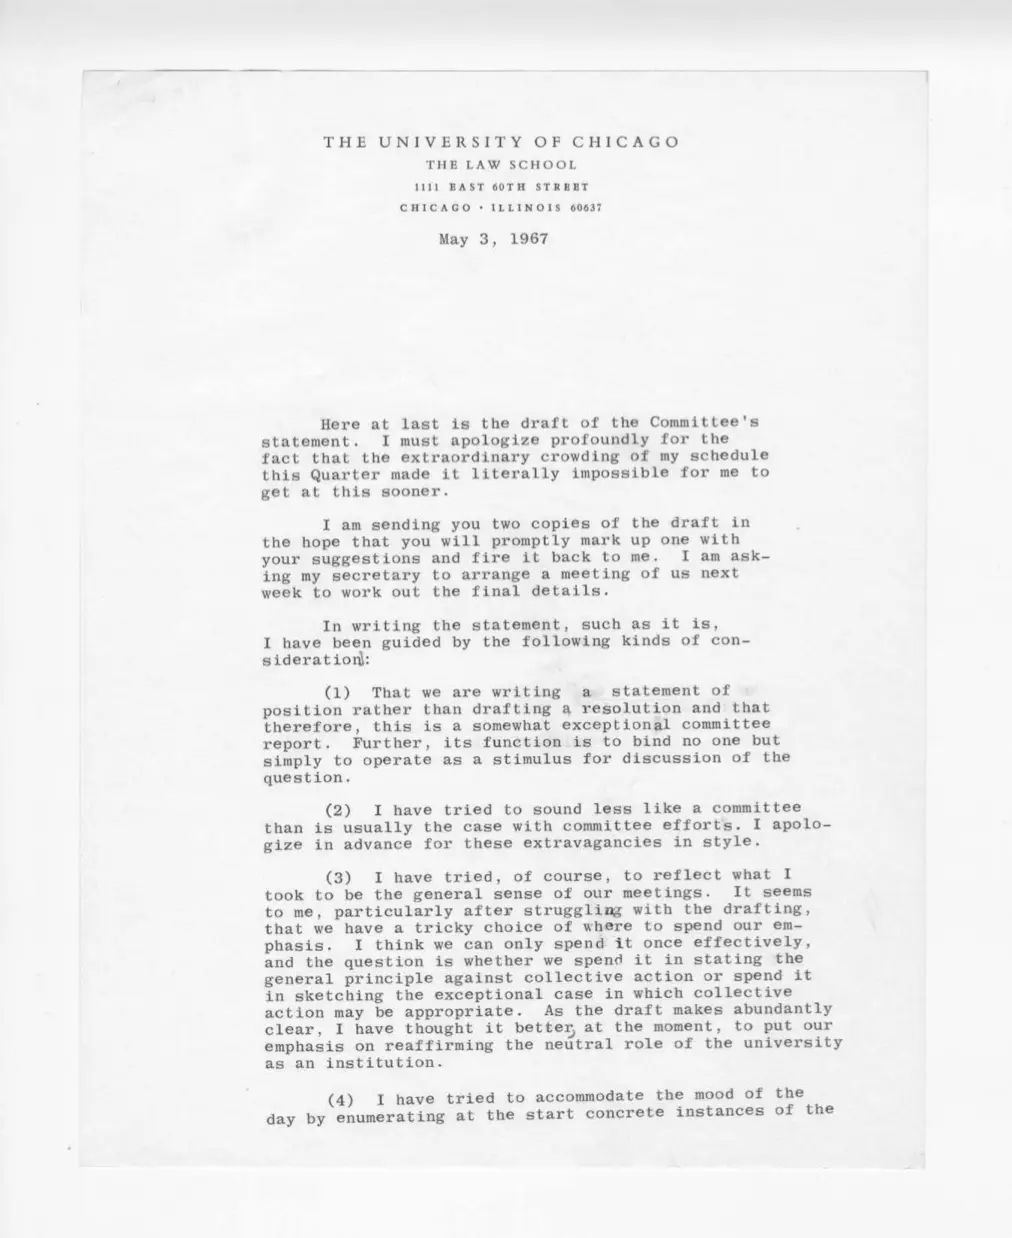 THE UNIVERSITY OF CHICAGO
THE LAW SCHOOL
1111 EAST 60TH STREET
CHICAGO · ILLINOIS 60637
May 3, 1967
Here at last is the draft of the Committee's
statement. I must apologize profoundly for the
fact that the extraordinary crowding of my schedule
this Quarter made it literally impossible for me to
get at this sooner.
I am sending you two copies of the draft in
the hope that you will promptly mark up one with
your suggestions and fire it back to me. I am ask-
ing my secretary to arrange a meeting of us next
week to work out the final details.
In writing the statement, such as it is,
I have been guided by the following kinds of con-
sideration:
(1) That we are writing a statement of
position rather than drafting a resolution and that
therefore, this is a somewhat exceptional committee
report. Further, its function is to bind no one but
simply to operate as a stimulus for discussion of the
question.
(2) I have tried to sound less like a committee
than is usually the case with committee efforts. I apolo-
gize in advance for these extravagancies in style.
(3) I have tried, of course, to reflect what I
took to be the general sense of our meetings. It seems
to me, particularly after struggling with the drafting,
that we have a tricky choice of where to spend our em-
phasis. I think we can only spend it once effectively,
and the question is whether we spend it in stating the
general principle against collective action or spend it
in sketching the exceptional case in which collective
action may be appropriate. As the draft makes abundantly
clear, I have thought it better, at the moment, to put our
emphasis on reaffirming the neutral role of the university
as an institution.
(4) I have tried to accommodate the mood of the
day by enumerating at the start concrete instances of the